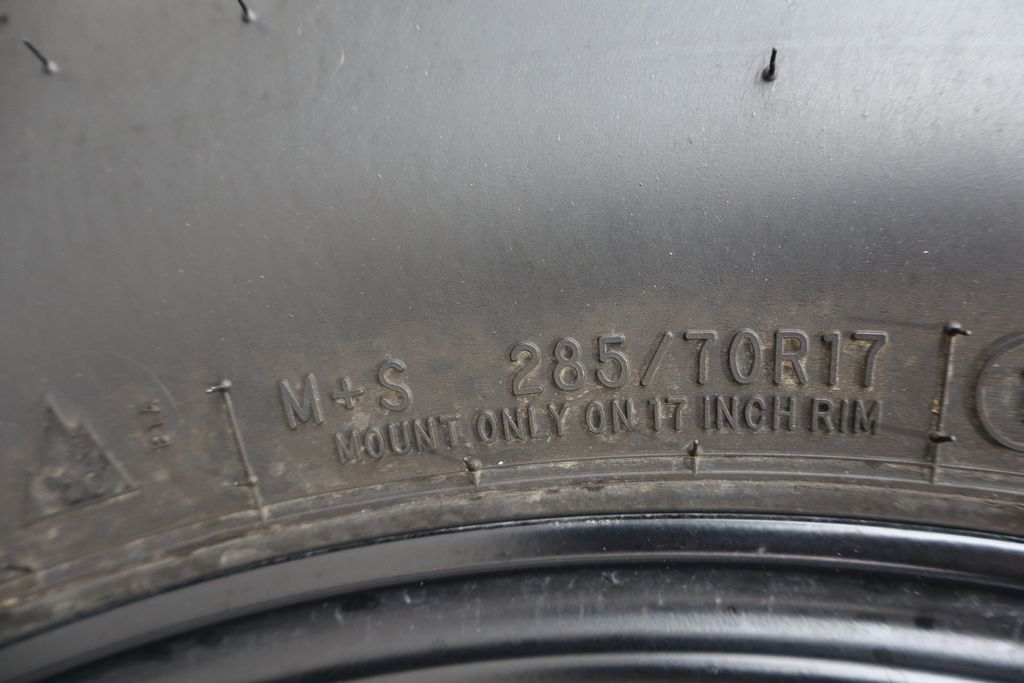 M+S 285/70R17
MOUNT ONLY ON 17 INCH RIM